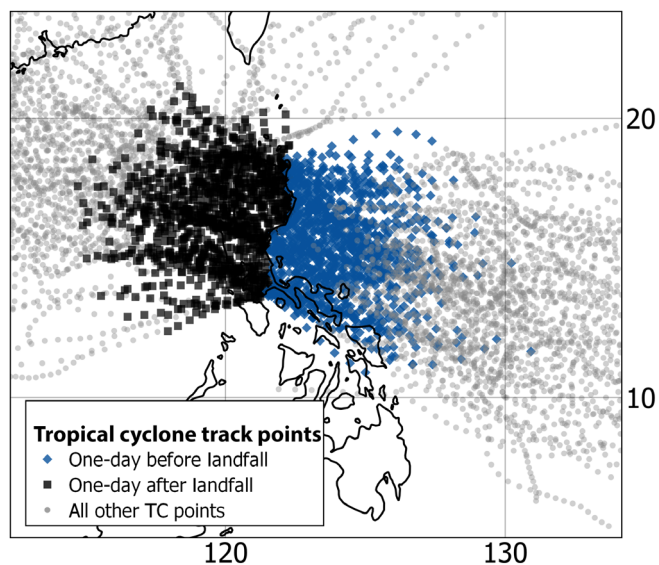 20
10
Tropical cyclone track points
One-day before landfall
One-day after landfall
All other TC points
120
130